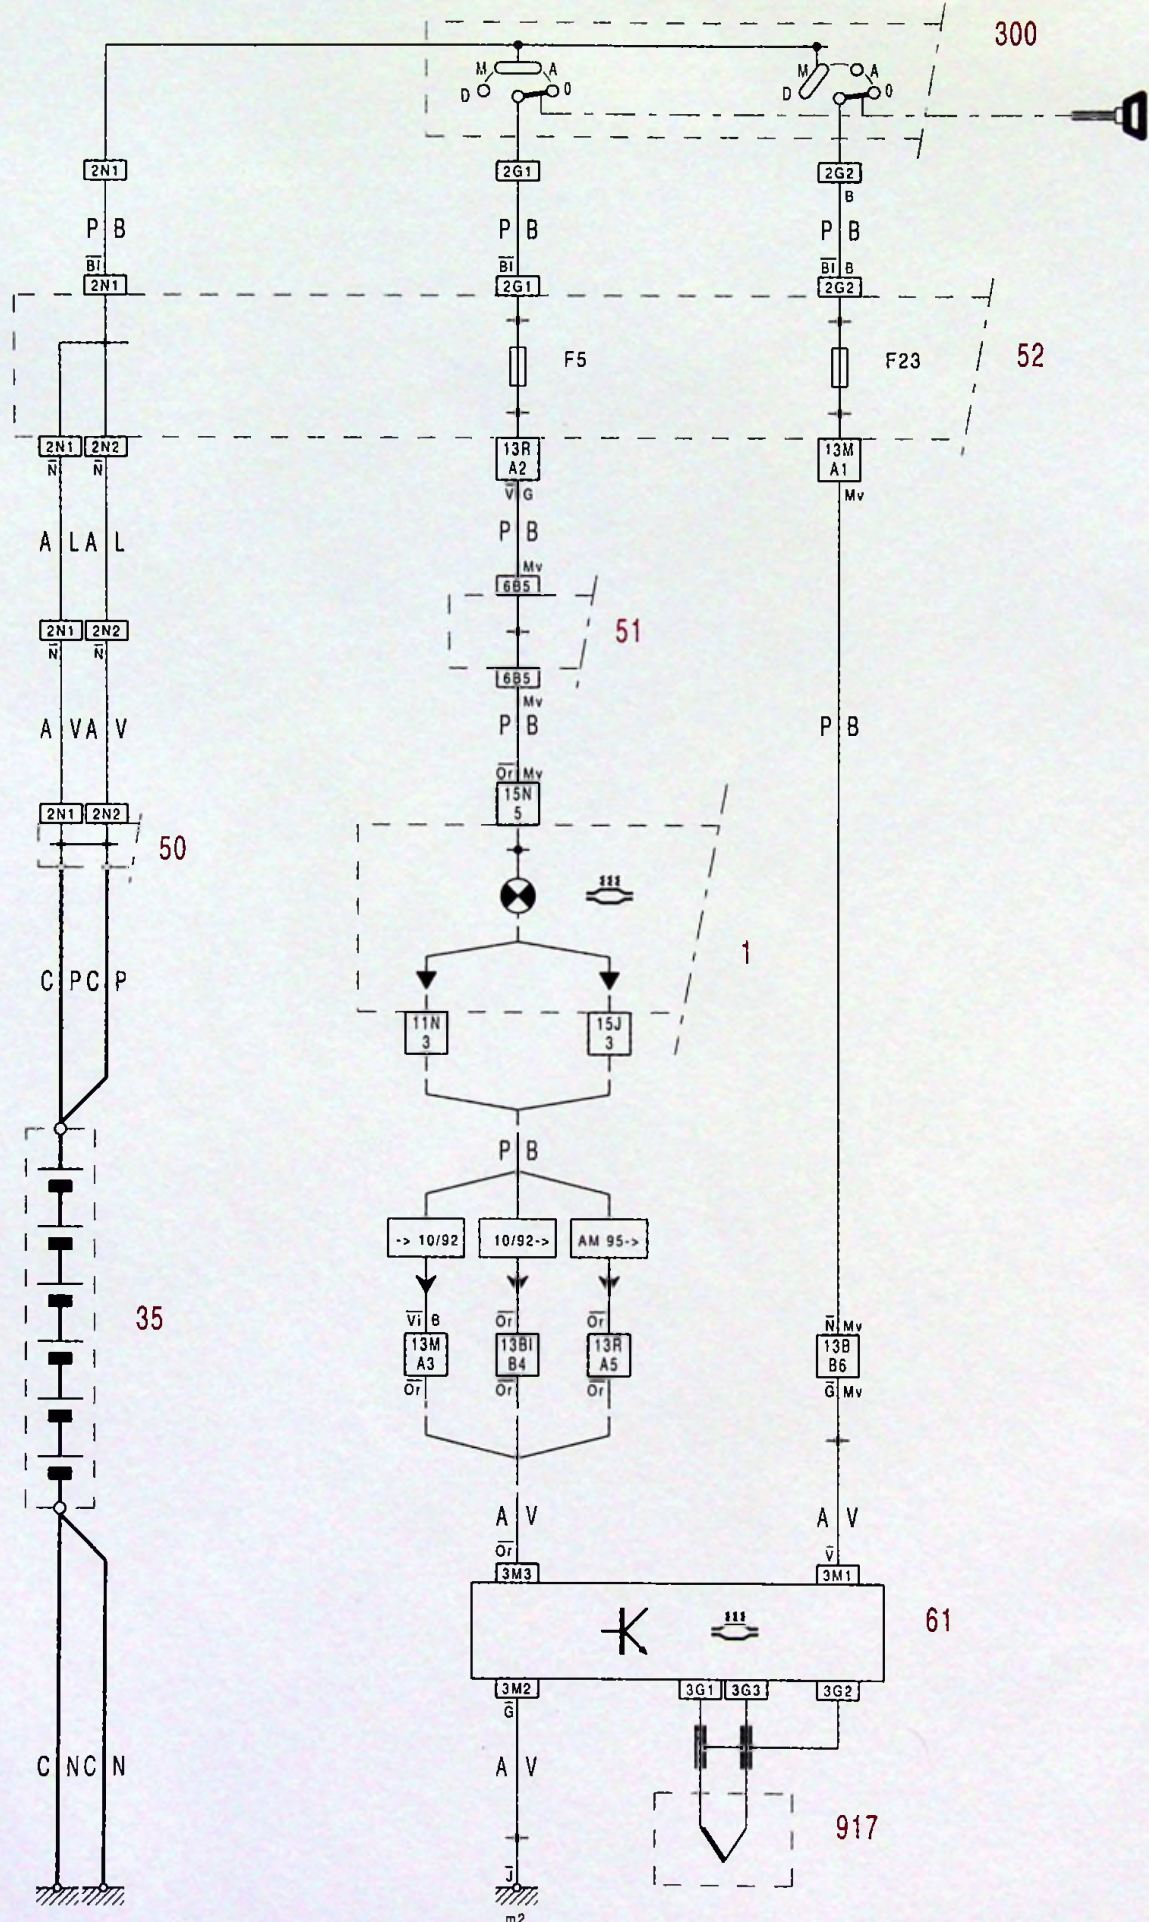 300
M A M A
D O D O
2N1 2G1 2G2
B
P B P B P B
BI BI BI B
2N1 2G1 2G2
F5 F23 52
2N1 2N2 13R A2 13M A1
N N V G Mv
A L A L P B
Mv
6B5
2N1 2N2 51
N N
6B5
Mv
A V A V P B P B
Or Mv
2N1 2N2 15N 5
50
1
C P C P
11N 3 15J 3
P B
-> 10/92 10/92-> AM 95->
35
Vi B Or Or N Mv
13M A3 13BI B4 13R A5 13B B6
Or Or Or G Mv
A V A V
Or V
3M3 3M1
61
3M2 3G1 3G3 3G2
G
C N C N A V
917
J
m2